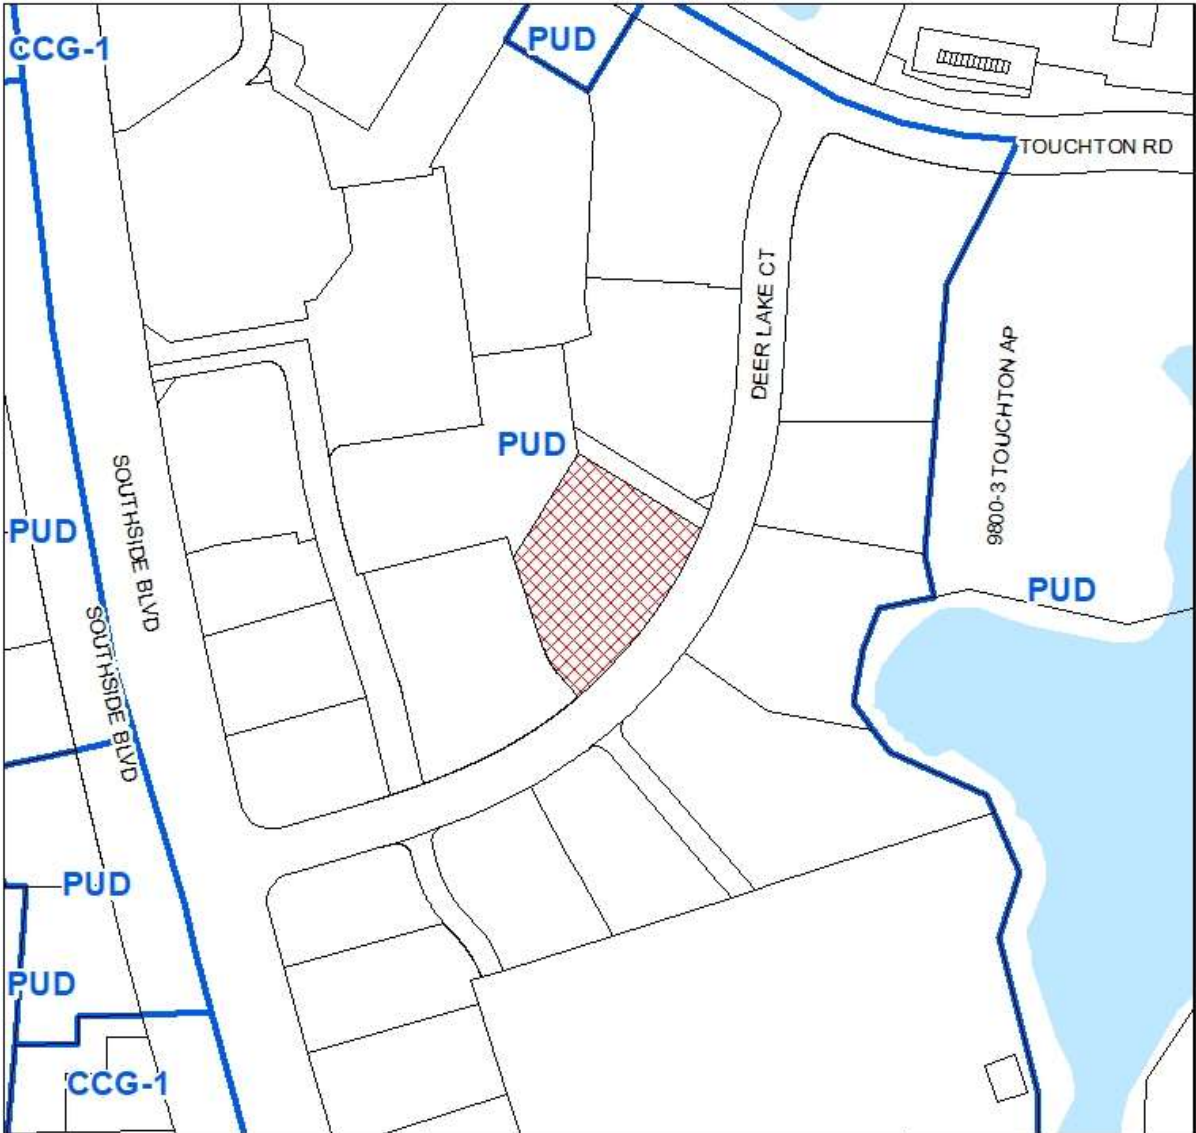 CCG-1
PUD
TOUCHTON RD
DEER LAKE CT
9800-3 TOUCHTON AP
PUD
SOUTHSIDE BLVD
PUD
PUD
SOUTHSIDE BLVD
PUD
PUD
CCG-1